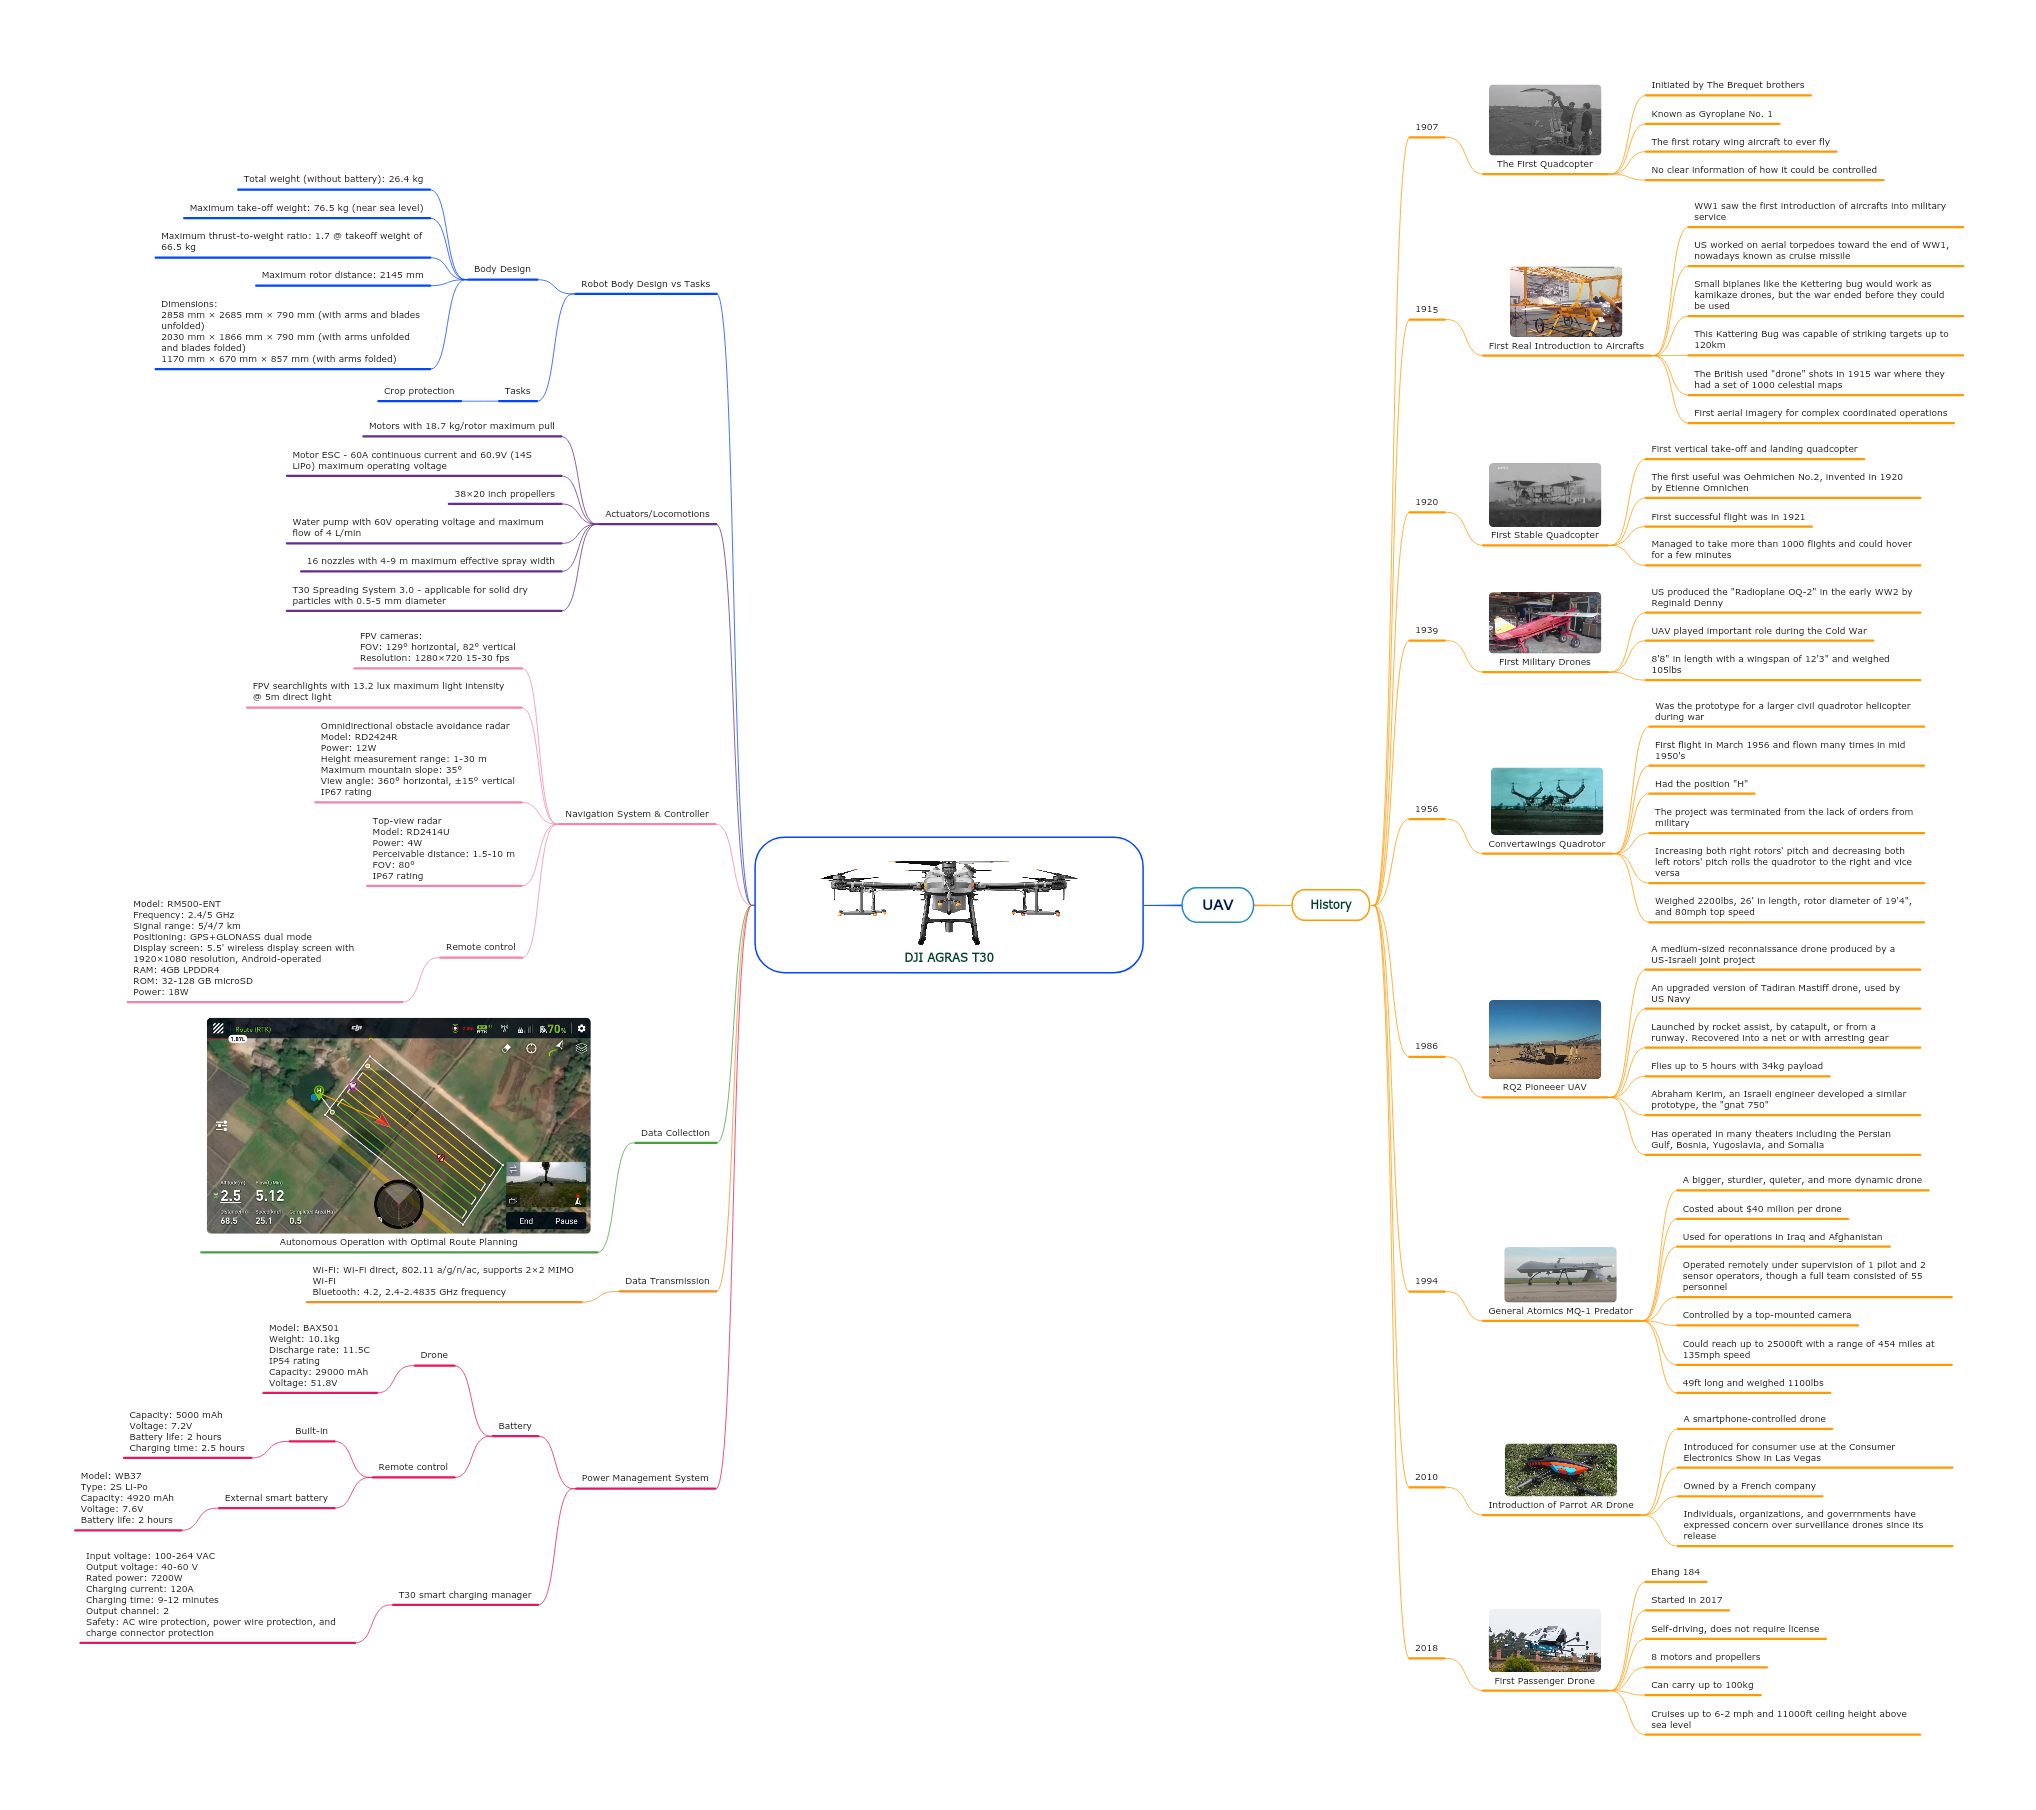 Total weight (without battery): 26.4 kg
Maximum take-off weight: 76.5 kg (near sea level)
Maximum thrust-to-weight ratio: 1.7 @ takeoff weight of
66.5 kg
Maximum rotor distance: 2145 mm
Dimensions:
2858 mm × 2685 mm × 790 mm (with arms and blades
unfolded)
2030 mm × 1866 mm × 790 mm (with arms unfolded
and blades folded)
1170 mm × 670 mm × 857 mm (with arms folded)
Body Design
Crop protection
Tasks
Robot Body Design vs Tasks
Motors with 18.7 kg/rotor maximum pull
Motor ESC - 60A continuous current and 60.9V (14S
LiPo) maximum operating voltage
38×20 inch propellers
Water pump with 60V operating voltage and maximum
flow of 4 L/min
16 nozzles with 4-9 m maximum effective spray width
T30 Spreading System 3.0 - applicable for solid dry
particles with 0.5-5 mm diameter
Actuators/Locomotions
FPV cameras:
FOV: 129° horizontal, 82° vertical
Resolution: 1280×720 15-30 fps
FPV searchlights with 13.2 lux maximum light intensity
@ 5m direct light
Omnidirectional obstacle avoidance radar
Model: RD2424R
Power: 12W
Height measurement range: 1-30 m
Maximum mountain slope: 35°
View angle: 360° horizontal, ±15° vertical
IP67 rating
Top-view radar
Model: RD2414U
Power: 4W
Perceivable distance: 1.5-10 m
FOV: 80°
IP67 rating
Model: RM500-ENT
Frequency: 2.4/5 GHz
Signal range: 5/4/7 km
Positioning: GPS+GLONASS dual mode
Display screen: 5.5' wireless display screen with
1920×1080 resolution, Android-operated
RAM: 4GB LPDDR4
ROM: 32-128 GB microSD
Power: 18W
Remote control
Navigation System & Controller
Route (RTK)
dji
70%
1.87L
2.5
5.12
68.5
25.1
0.5
End
Pause
Autonomous Operation with Optimal Route Planning
Data Collection
Wi-Fi: Wi-Fi direct, 802.11 a/g/n/ac, supports 2×2 MIMO
Wi-Fi
Bluetooth: 4.2, 2.4-2.4835 GHz frequency
Data Transmission
Model: BAX501
Weight: 10.1kg
Discharge rate: 11.5C
IP54 rating
Capacity: 29000 mAh
Voltage: 51.8V
Drone
Capacity: 5000 mAh
Voltage: 7.2V
Battery life: 2 hours
Charging time: 2.5 hours
Built-in
Model: WB37
Type: 2S Li-Po
Capacity: 4920 mAh
Voltage: 7.6V
Battery life: 2 hours
External smart battery
Remote control
Battery
Input voltage: 100-264 VAC
Output voltage: 40-60 V
Rated power: 7200W
Charging current: 120A
Charging time: 9-12 minutes
Output channel: 2
Safety: AC wire protection, power wire protection, and
charge connector protection
T30 smart charging manager
Power Management System
DJI AGRAS T30
UAV
History
1907
The First Quadcopter
Initiated by The Brequet brothers
Known as Gyroplane No. 1
The first rotary wing aircraft to ever fly
No clear information of how it could be controlled
1915
First Real Introduction to Aircrafts
WW1 saw the first introduction of aircrafts into military
service
US worked on aerial torpedoes toward the end of WW1,
nowadays known as cruise missile
Small biplanes like the Kettering bug would work as
kamikaze drones, but the war ended before they could
be used
This Kattering Bug was capable of striking targets up to
120km
The British used "drone" shots in 1915 war where they
had a set of 1000 celestial maps
First aerial imagery for complex coordinated operations
1920
First Stable Quadcopter
First vertical take-off and landing quadcopter
The first useful was Oehmichen No.2, invented in 1920
by Etienne Omnichen
First successful flight was in 1921
Managed to take more than 1000 flights and could hover
for a few minutes
1939
First Military Drones
US produced the "Radioplane OQ-2" in the early WW2 by
Reginald Denny
UAV played important role during the Cold War
8'8" in length with a wingspan of 12'3" and weighed
105lbs
1956
Convertawings Quadrotor
Was the prototype for a larger civil quadrotor helicopter
during war
First flight in March 1956 and flown many times in mid
1950's
Had the position "H"
The project was terminated from the lack of orders from
military
Increasing both right rotors' pitch and decreasing both
left rotors' pitch rolls the quadrotor to the right and vice
versa
Weighed 2200lbs, 26' in length, rotor diameter of 19'4",
and 80mph top speed
1986
RQ2 Pioneeer UAV
A medium-sized reconnaissance drone produced by a
US-Israeli joint project
An upgraded version of Tadiran Mastiff drone, used by
US Navy
Launched by rocket assist, by catapult, or from a
runway. Recovered into a net or with arresting gear
Flies up to 5 hours with 34kg payload
Abraham Kerim, an Israeli engineer developed a similar
prototype, the "gnat 750"
Has operated in many theaters including the Persian
Gulf, Bosnia, Yugoslavia, and Somalia
1994
General Atomics MQ-1 Predator
A bigger, sturdier, quieter, and more dynamic drone
Costed about $40 milion per drone
Used for operations in Iraq and Afghanistan
Operated remotely under supervision of 1 pilot and 2
sensor operators, though a full team consisted of 55
personnel
Controlled by a top-mounted camera
Could reach up to 25000ft with a range of 454 miles at
135mph speed
49ft long and weighed 1100lbs
2010
Introduction of Parrot AR Drone
A smartphone-controlled drone
Introduced for consumer use at the Consumer
Electronics Show in Las Vegas
Owned by a French company
Individuals, organizations, and goverrnments have
expressed concern over surveillance drones since its
release
2018
First Passenger Drone
Ehang 184
Started in 2017
Self-driving, does not require license
8 motors and propellers
Can carry up to 100kg
Cruises up to 6-2 mph and 11000ft ceiling height above
sea level